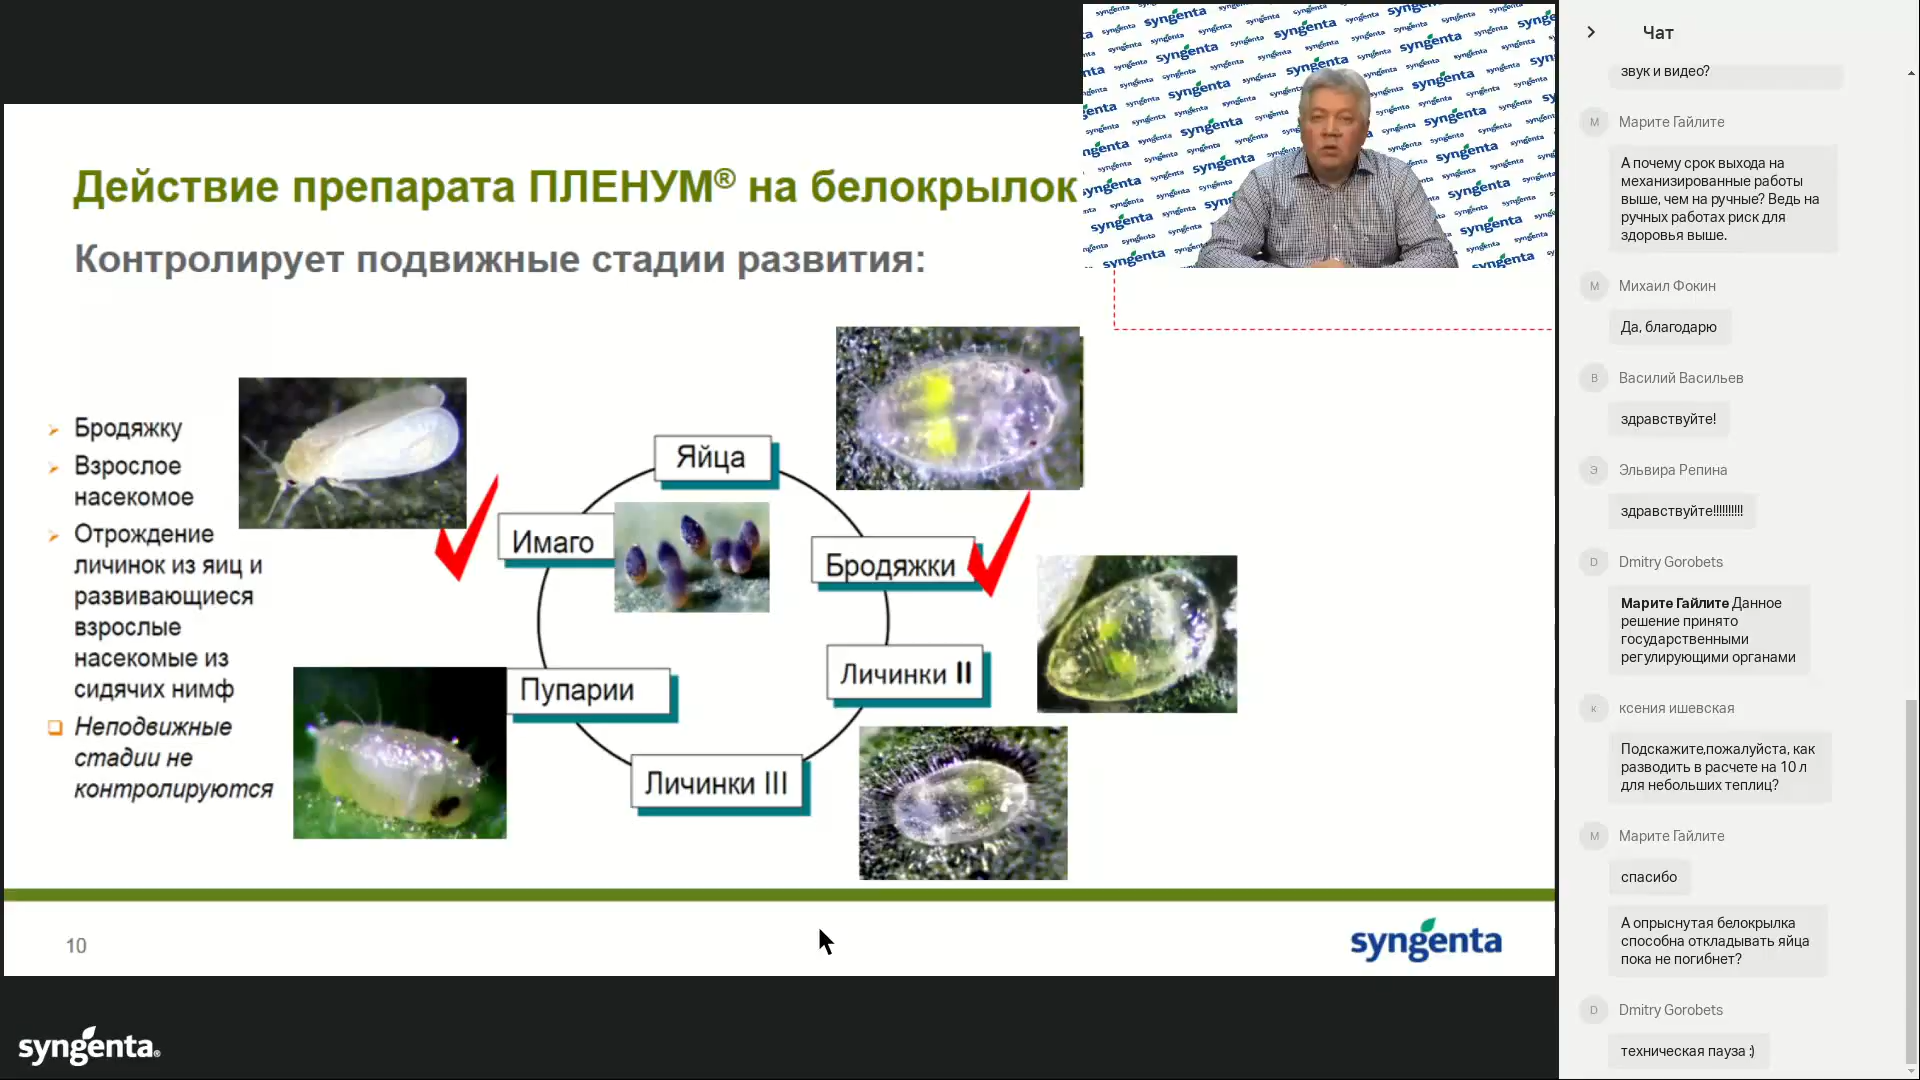 Действие препарата ПЛЕНУМ® на белокрылок
Контролирует подвижные стадии развития:
Бродяжку
Взрослое
насекомое
Отрождение
личинок из яиц и
развивающиеся
взрослые
насекомые из
сидячих нимф
Неподвижные
стадии не
контролируются
Яйца
Имаго
Бродяжки
Личинки II
Пупарии
Личинки III
10
syngenta
syngenta®
syngenta
Чат
звук и видео?
М
Марите Гайлите
А почему срок выхода на
механизированные работы
выше, чем на ручные? Ведь на
ручных работах риск для
здоровья выше.
М
Михаил Фокин
Да, благодарю
В
Василий Васильев
здравствуйте!
Э
Эльвира Репина
здравствуйте!!!!!!!!!!
D
Dmitry Gorobets
Марите Гайлите Данное
решение принято
государственными
регулирующими органами
к
ксения ишевская
Подскажите,пожалуйста, как
разводить в расчете на 10 л
для небольших теплиц?
М
Марите Гайлите
спасибо
А опрыснутая белокрылка
способна откладывать яйца
пока не погибнет?
D
Dmitry Gorobets
техническая пауза :)